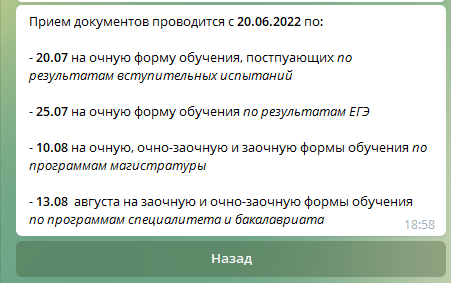 Прием документов проводится с 20.06.2022 по:
- 20.07 на очную форму обучения, постпуающих по
результатам вступительных испытаний
- 25.07 на очную форму обучения по результатам ЕГЭ
- 10.08 на очную, очно-заочную и заочную формы обучения по
программам магистратуры
- 13.08 августа на заочную и очно-заочную формы обучения
по программам специалитета и бакалавриата
18:58
Назад